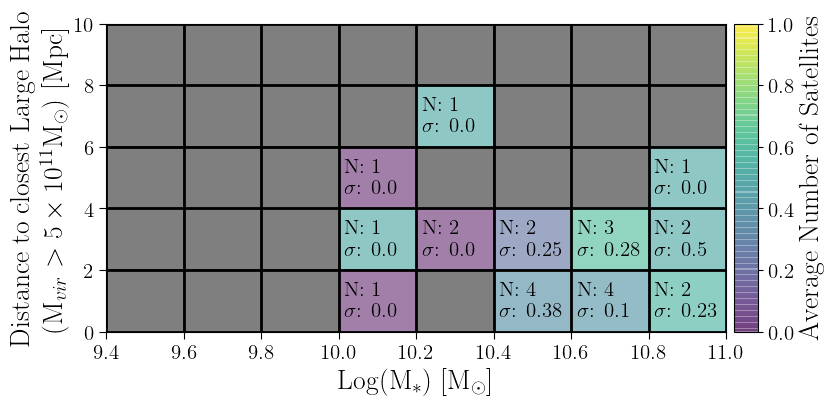 Distance to closest Large Halo
(M_{vir} > 5 × 10^{11}M_☉) [Mpc]
10
8
6
4
2
0
N: 1
σ: 0.0
N: 1
σ: 0.0
N: 1
σ: 0.0
N: 1
σ: 0.0
N: 2
σ: 0.0
N: 2
σ: 0.25
N: 3
σ: 0.28
N: 2
σ: 0.5
N: 1
σ: 0.0
N: 4
σ: 0.38
N: 4
σ: 0.1
N: 2
σ: 0.23
9.4 9.6 9.8 10.0 10.2 10.4 10.6 10.8 11.0
Log(M_*) [M_☉]
1.0
0.8
0.6
0.4
0.2
0.0
Average Number of Satellites